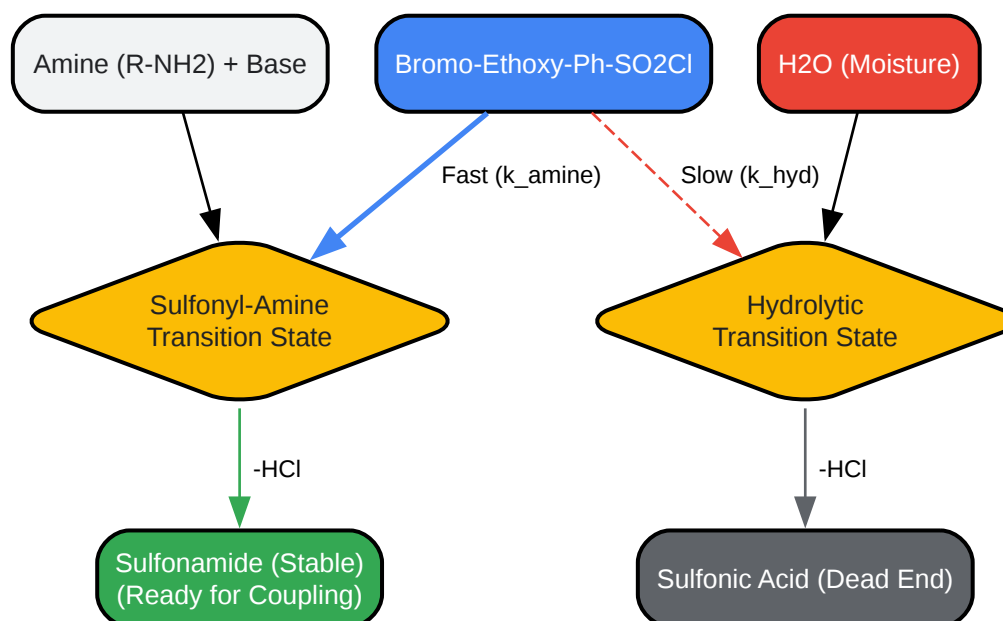 Amine (R-NH2) + Base
Bromo-Ethoxy-Ph-SO2Cl
H2O (Moisture)
Fast (k_amine)
Slow (k_hyd)
Sulfonyl-Amine
Transition State
Hydrolytic
Transition State
-HCl
-HCl
Sulfonamide (Stable)
(Ready for Coupling)
Sulfonic Acid (Dead End)